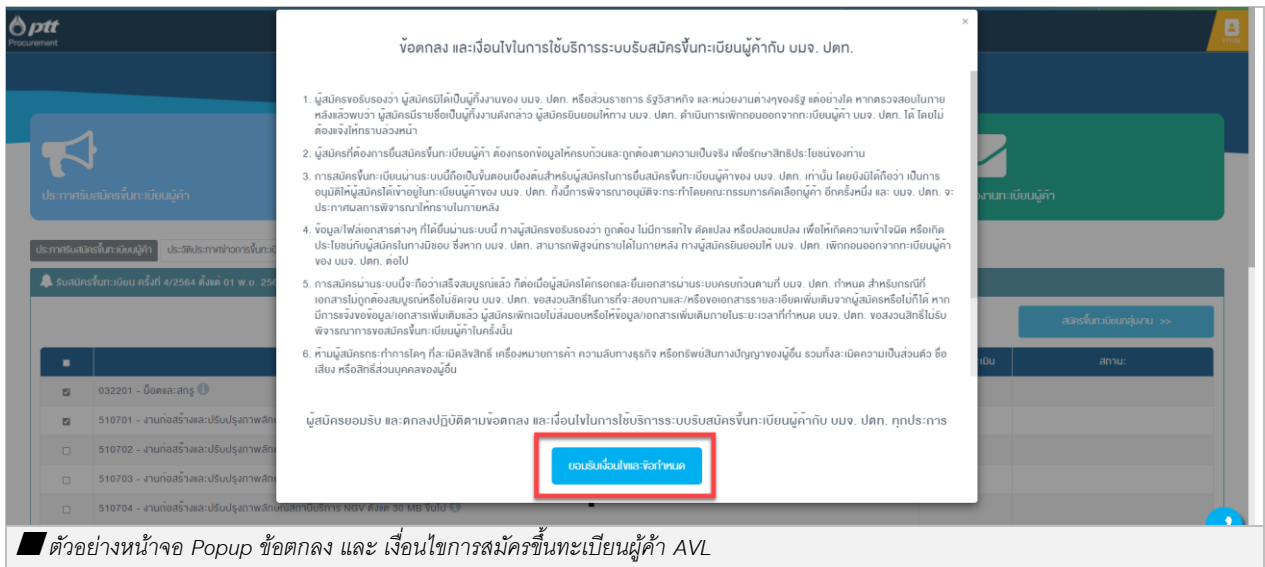 ptt
Procurement
×
ข้อตกลง และเงื่อนไขในการใช้บริการระบบรับสมัครขึ้นทะเบียนผู้ค้ากับ บมจ. ปตท.
1. ผู้สมัครขอรับรองว่า ผู้สมัครมิได้เป็นผู้ทิ้งงานของ บมจ. ปตท. หรือส่วนราชการ รัฐวิสาหกิจ และหน่วยงานต่างๆของรัฐ แต่อย่างใด หากตรวจสอบในภาย
หลังแล้วพบว่า ผู้สมัครมีรายชื่อเป็นผู้ทิ้งงานดังกล่าว ผู้สมัครยินยอมให้ทาง บมจ. ปตท. ดำเนินการเพิกถอนออกจากทะเบียนผู้ค้า บมจ. ปตท. ได้ โดยไม่
ต้องแจ้งให้ทราบล่วงหน้า
2. ผู้สมัครที่ต้องการยื่นสมัครขึ้นทะเบียนผู้ค้า ต้องกรอกข้อมูลให้ครบถ้วนและถูกต้องตามความเป็นจริง เพื่อรักษาสิทธิประโยชน์ของท่าน
3. การสมัครขึ้นทะเบียนผ่านระบบนี้ถือเป็นขั้นตอนเบื้องต้นสำหรับผู้สมัครในการยื่นสมัครขึ้นทะเบียนผู้ค้าของ บมจ. ปตท. เท่านั้น โดยยังมิได้ถือว่า เป็นการ
อนุมัติให้ผู้สมัครได้เข้าอยู่ในทะเบียนผู้ค้าของ บมจ. ปตท. ทั้งนี้การพิจารณาอนุมัติจะกระทำโดยคณะกรรมการคัดเลือกผู้ค้า อีกครั้งหนึ่ง และ บมจ. ปตท. จะ
ประกาศผลการพิจารณาให้ทราบในภายหลัง
4. ข้อมูล/ไฟล์เอกสารต่างๆ ที่ได้ยื่นผ่านระบบนี้ ทางผู้สมัครขอรับรองว่า ถูกต้อง ไม่มีการแก้ไข ดัดแปลง หรือปลอมแปลง เพื่อให้เกิดความเข้าใจผิด หรือเกิด
ประโยชน์กับผู้สมัครในทางมิชอบ ซึ่งหาก บมจ. ปตท. สามารถพิสูจน์ทราบได้ในภายหลัง ทางผู้สมัครยินยอมให้ บมจ. ปตท. เพิกถอนออกจากทะเบียนผู้ค้า
ของ บมจ. ปตท. ต่อไป
5. การสมัครผ่านระบบนี้จะถือว่าเสร็จสมบูรณ์แล้ว ก็ต่อเมื่อผู้สมัครได้กรอกและยื่นเอกสารผ่านระบบครบถ้วนตามที่ บมจ. ปตท. กำหนด สำหรับกรณีที่
เอกสารไม่ถูกต้องสมบูรณ์หรือไม่ชัดเจน บมจ. ปตท. ขอสงวนสิทธิในการที่จะสอบถามและ/หรือขอเอกสารรายละเอียดเพิ่มเติมจากผู้สมัครหรือไม่ก็ได้ หาก
มีการแจ้งขอข้อมูล/เอกสารเพิ่มเติมแล้ว ผู้สมัครเพิกเฉยไม่ส่งมอบหรือให้ข้อมูล/เอกสารเพิ่มเติมภายในระยะเวลาที่กำหนด บมจ. ปตท. ขอสงวนสิทธิไม่รับ
พิจารณาการขอสมัครขึ้นทะเบียนผู้ค้าในครั้งนั้น
6. ห้ามผู้สมัครกระทำการใดๆ ที่ละเมิดลิขสิทธิ์ เครื่องหมายการค้า ความลับทางธุรกิจ หรือทรัพย์สินทางปัญญาของผู้อื่น รวมทั้งละเมิดความเป็นส่วนตัว ชื่อ
เสียง หรือสิทธิ์ส่วนบุคคลของผู้อื่น
ผู้สมัครยอมรับ และตกลงปฏิบัติตามข้อตกลง และเงื่อนไขในการใช้บริการระบบรับสมัครขึ้นทะเบียนผู้ค้ากับ บมจ. ปตท. ทุกประการ
ยอมรับเงื่อนไขและข้อกำหนด
ประกาศรับสมัครขึ้นทะเบียนผู้ค้า
งานทะเบียนผู้ค้า
ประกาศรับสมัครขึ้นทะเบียนผู้ค้า ประวัติประกาศข่าวการขึ้นทะเบี
รับสมัครขึ้นทะเบียน ครั้งที่ 4/2564 ตั้งแต่ 01 พ.ย. 256
สมัครขึ้นทะเบียนกลุ่มงาน >>
เมิน สถานะ
032201 - น็อตและสกรู
510701 - งานก่อสร้างและปรับปรุงภาพลัก
510702 - งานก่อสร้างและปรับปรุงภาพลัก
510703 - งานก่อสร้างและปรับปรุงภาพลัก
510704 - งานก่อสร้างและปรับปรุงภาพลักษณ์สถานีบริการ NGV ตั้งแต่ 30 MB ขึ้นไป
ตัวอย่างหน้าจอ Popup ข้อตกลง และ เงื่อนไขการสมัครขึ้นทะเบียนผู้ค้า AVL